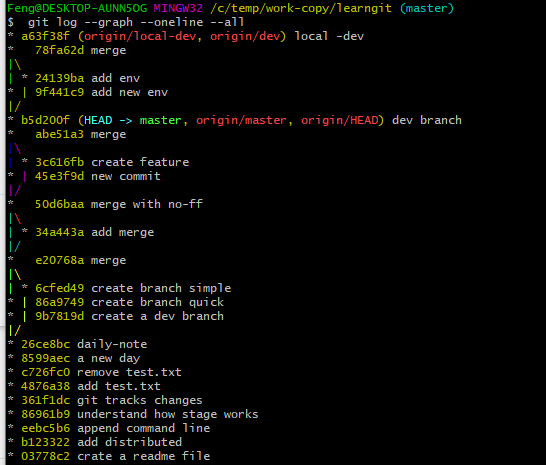 Feng@DESKTOP-AUNN5OG MINGW32 /c/temp/work-copy/learngit (master)
$  git log --graph --oneline --all
* a63f38f (origin/local-dev, origin/dev) local -dev
*   78fa62d merge
|\
| * 24139ba add env
* | 9f441c9 add new env
|/
* b5d200f (HEAD -> master, origin/master, origin/HEAD) dev branch
*   abe51a3 merge
|\
| * 3c616fb create feature
* | 45e3f9d new commit
|/
*   50d6baa merge with no-ff
|\
| * 34a443a add merge
|/
*   e20768a merge
|\
| * 6cfed49 create branch simple
* | 86a9749 create branch quick
* | 9b7819d create a dev branch
|/
* 26ce8bc daily-note
* 8599aec a new day
* c726fc0 remove test.txt
* 4876a38 add test.txt
* 361f1dc git tracks changes
* 86961b9 understand how stage works
* eebc5b6 append command line
* b123322 add distributed
* 03778c2 crate a readme file